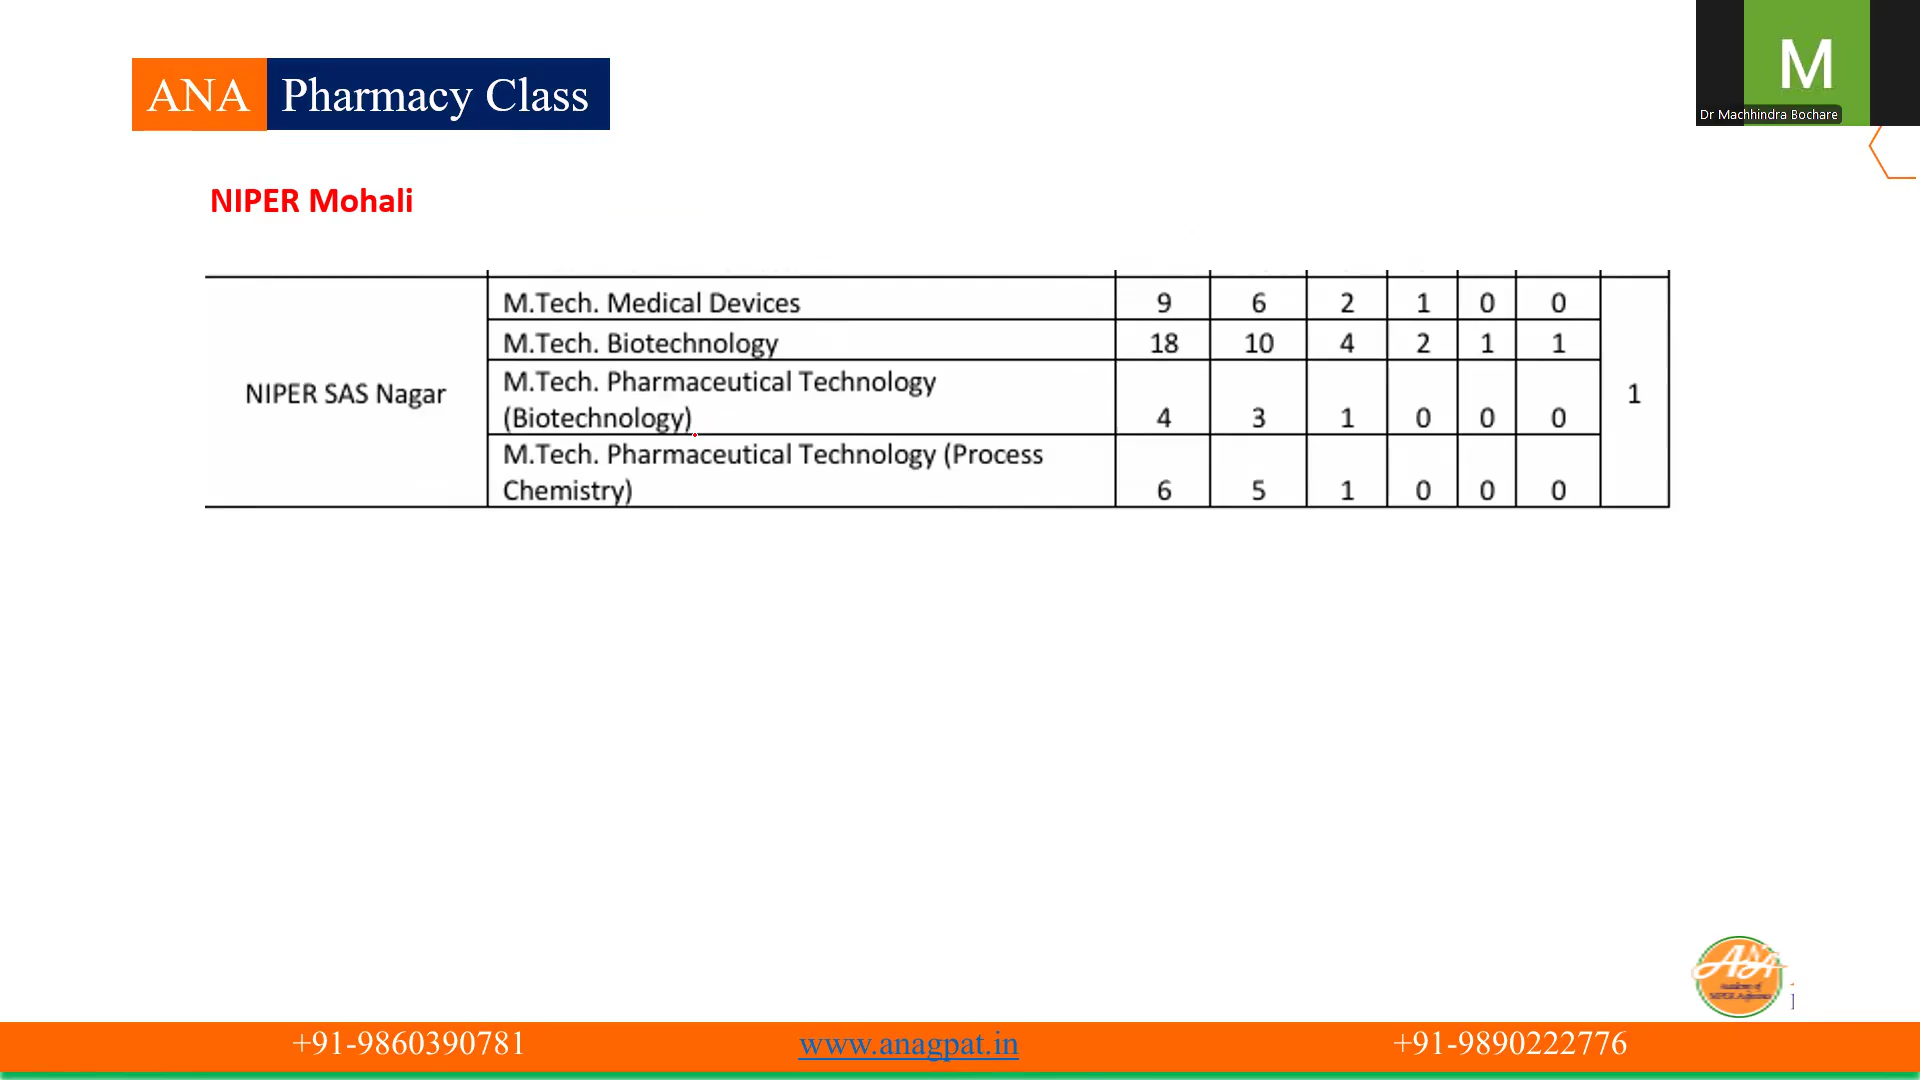 ANA Pharmacy Class
M
Dr Machhindra Bochare
NIPER Mohali
M.Tech. Medical Devices 9 6 2 1 0 0
M.Tech. Biotechnology 18 10 4 2 1 1
NIPER SAS Nagar
M.Tech. Pharmaceutical Technology
(Biotechnology) 4 3 1 0 0 0
1
M.Tech. Pharmaceutical Technology (Process
Chemistry) 6 5 1 0 0 0
ANA
+91-9860390781 www.anagpat.in +91-9890222776